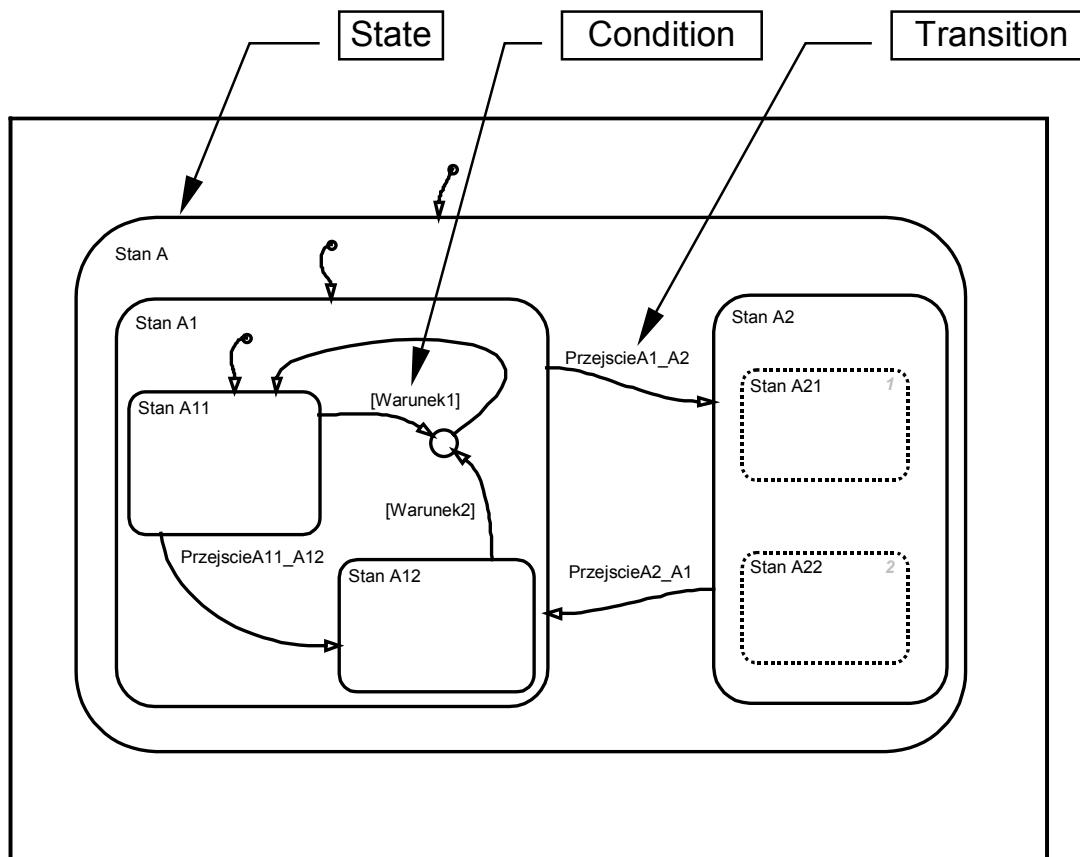 State
Condition
Transition
Stan A
Stan A1
Stan A2
PrzejscieA1_A2
Stan A21
1
Stan A11
[Warunek1]
[Warunek2]
PrzejscieA11_A12
Stan A12
PrzejscieA2_A1
Stan A22
2